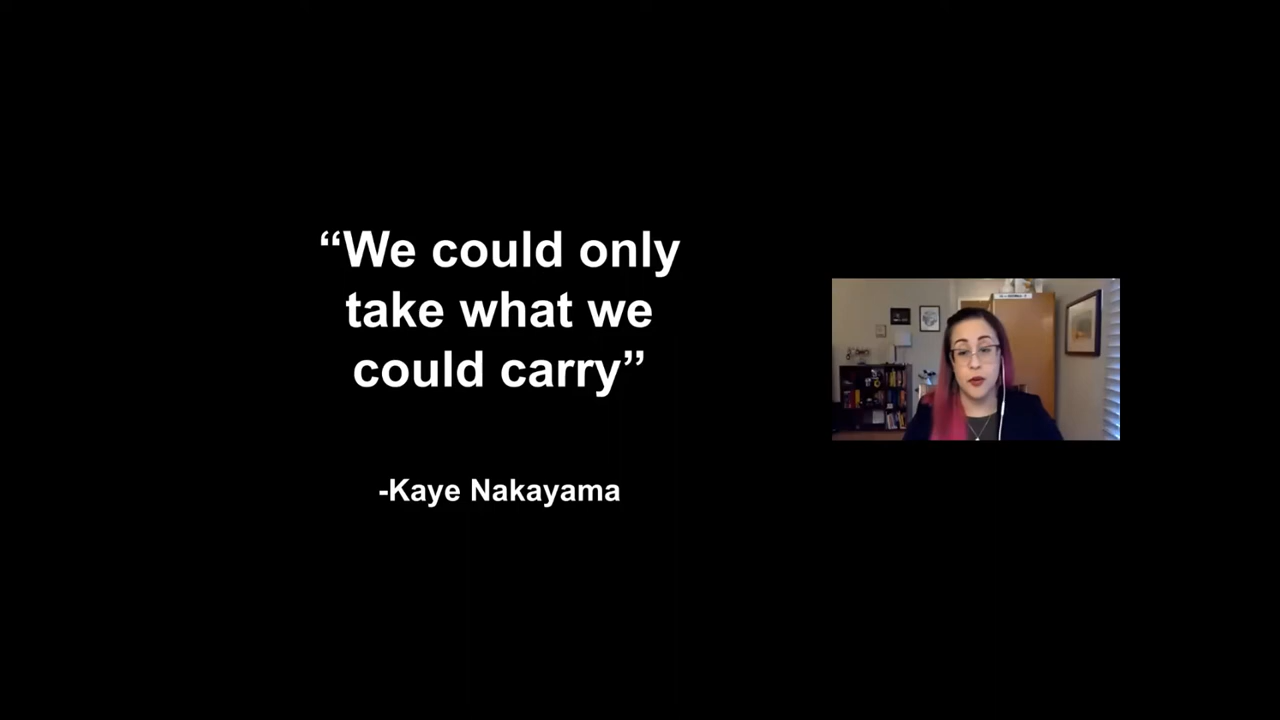 “We could only
take what we
could carry”
-Kaye Nakayama